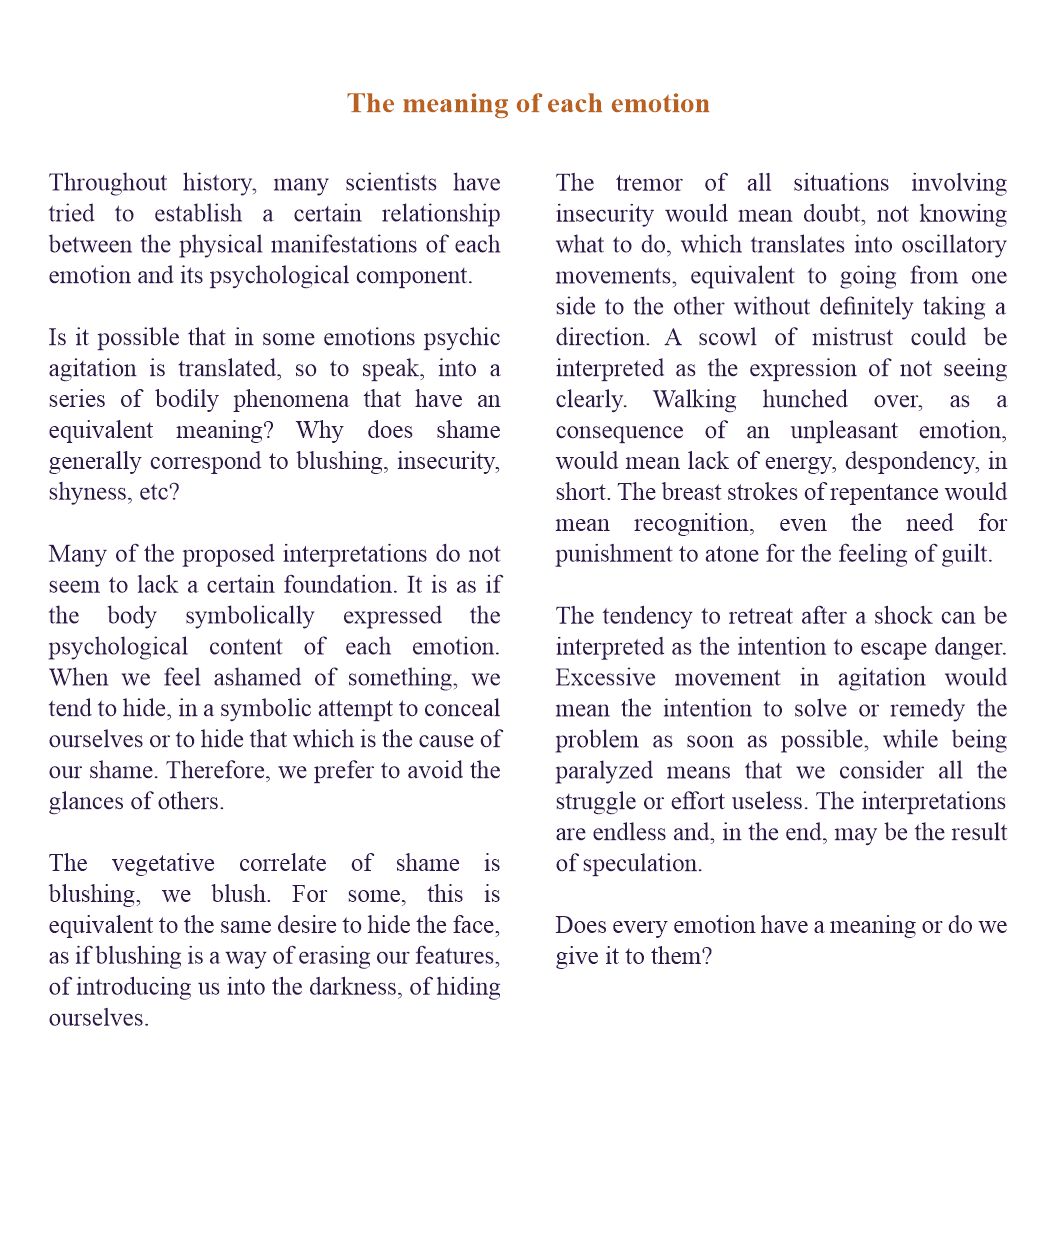 The meaning of each emotion
Throughout history, many scientists have
tried to establish a certain relationship
between the physical manifestations of each
emotion and its psychological component.
Is it possible that in some emotions psychic
agitation is translated, so to speak, into a
series of bodily phenomena that have an
equivalent meaning? Why does shame
generally correspond to blushing, insecurity,
shyness, etc?
Many of the proposed interpretations do not
seem to lack a certain foundation. It is as if
the body symbolically expressed the
psychological content of each emotion.
When we feel ashamed of something, we
tend to hide, in a symbolic attempt to conceal
ourselves or to hide that which is the cause of
our shame. Therefore, we prefer to avoid the
glances of others.
The vegetative correlate of shame is
blushing, we blush. For some, this is
equivalent to the same desire to hide the face,
as if blushing is a way of erasing our features,
of introducing us into the darkness, of hiding
ourselves.
The tremor of all situations involving
insecurity would mean doubt, not knowing
what to do, which translates into oscillatory
movements, equivalent to going from one
side to the other without definitely taking a
direction. A scowl of mistrust could be
interpreted as the expression of not seeing
clearly. Walking hunched over, as a
consequence of an unpleasant emotion,
would mean lack of energy, despondency, in
short. The breast strokes of repentance would
mean recognition, even the need for
punishment to atone for the feeling of guilt.
The tendency to retreat after a shock can be
interpreted as the intention to escape danger.
Excessive movement in agitation would
mean the intention to solve or remedy the
problem as soon as possible, while being
paralyzed means that we consider all the
struggle or effort useless. The interpretations
are endless and, in the end, may be the result
of speculation.
Does every emotion have a meaning or do we
give it to them?